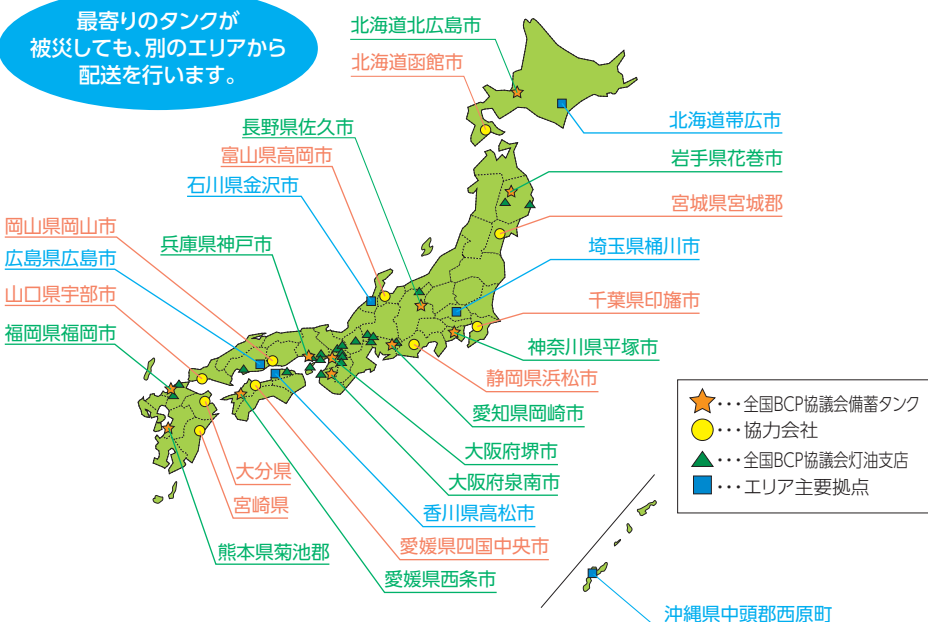 最寄りのタンクが
被災しても、別のエリアから
配送を行います。
北海道北広島市
北海道函館市
長野県佐久市
富山県高岡市
石川県金沢市
岡山県岡山市
兵庫県神戸市
広島県広島市
山口県宇部市
福岡県福岡市
北海道帯広市
岩手県花巻市
宮城県宮城郡
埼玉県桶川市
千葉県印旛市
神奈川県平塚市
静岡県浜松市
愛知県岡崎市
大阪府堺市
大阪府泉南市
香川県高松市
愛媛県四国中央市
愛媛県西条市
大分県
宮崎県
熊本県菊池郡
★･･･全国BCP協議会備蓄タンク
●･･･協力会社
▲･･･全国BCP協議会灯油支店
■･･･エリア主要拠点
沖縄県中頭郡西原町